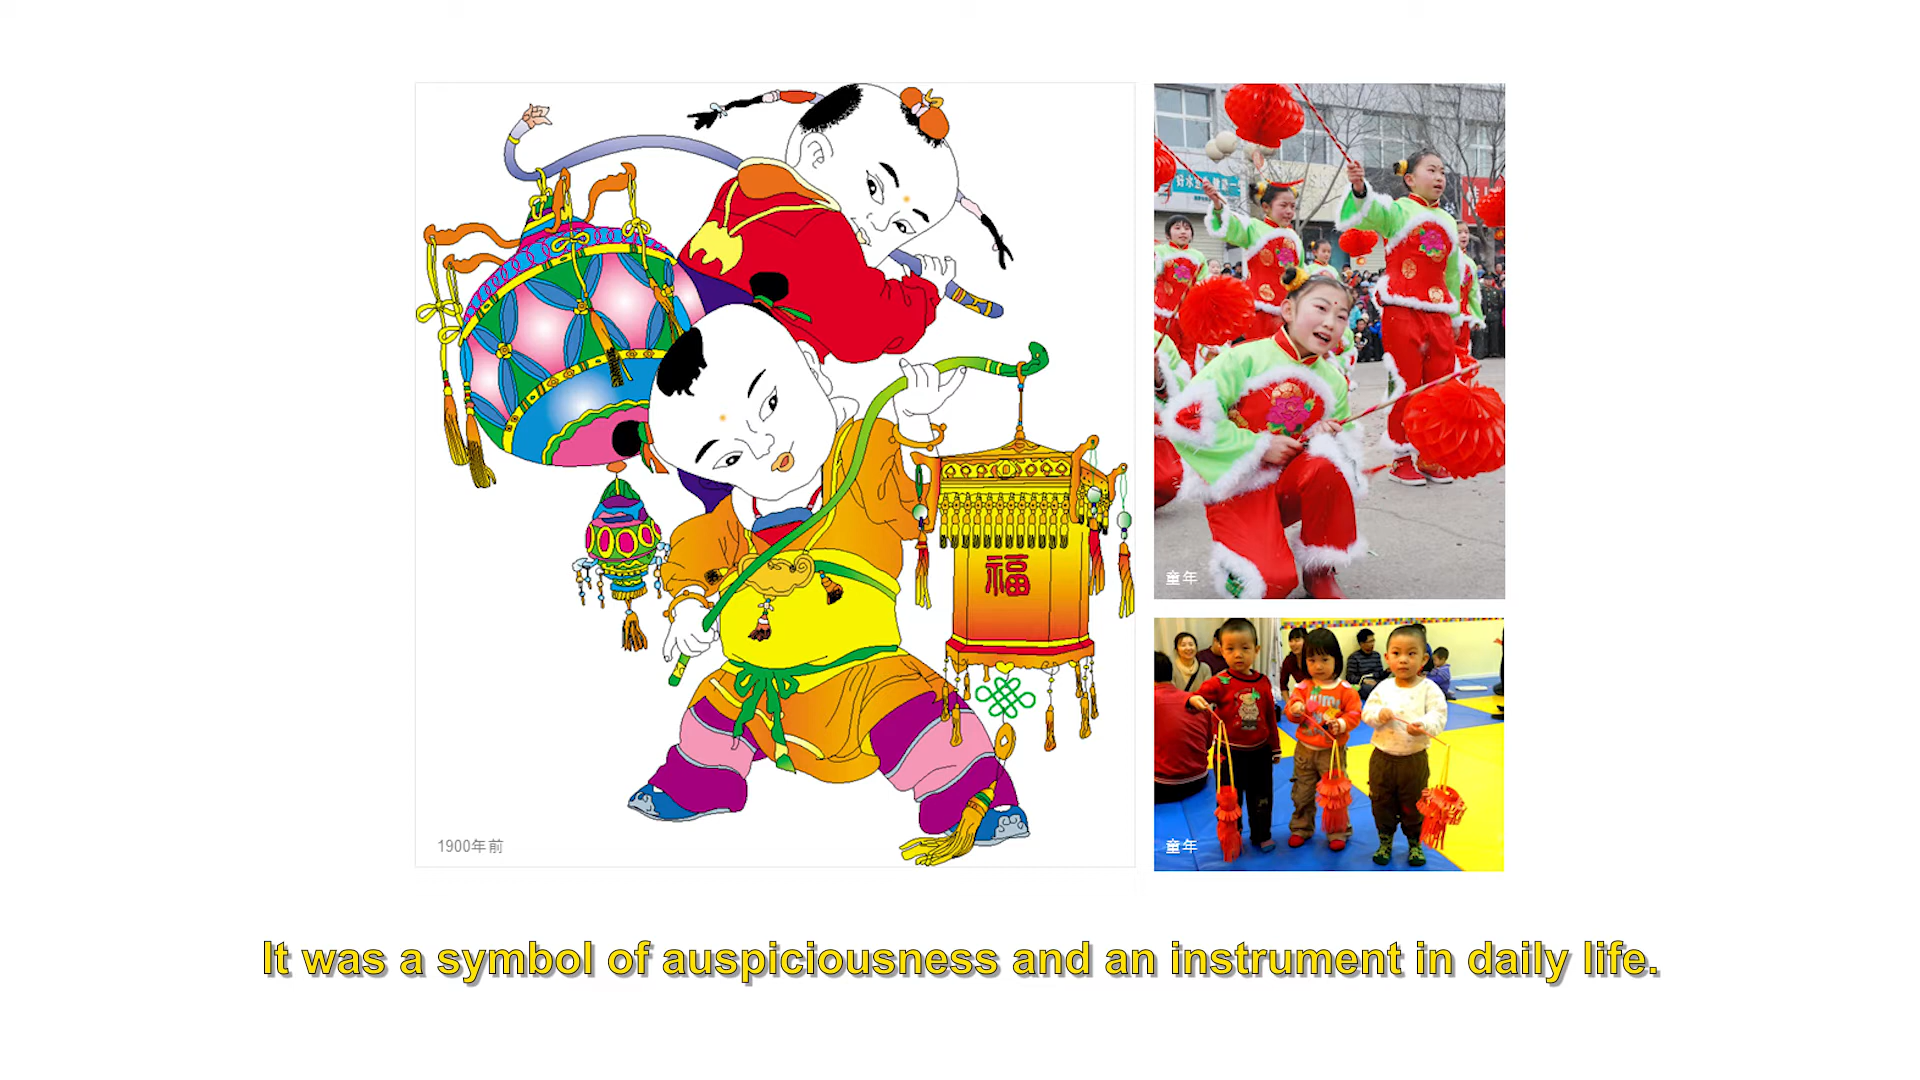 福
1900年前
童年
童年
It was a symbol of auspiciousness and an instrument in daily life.